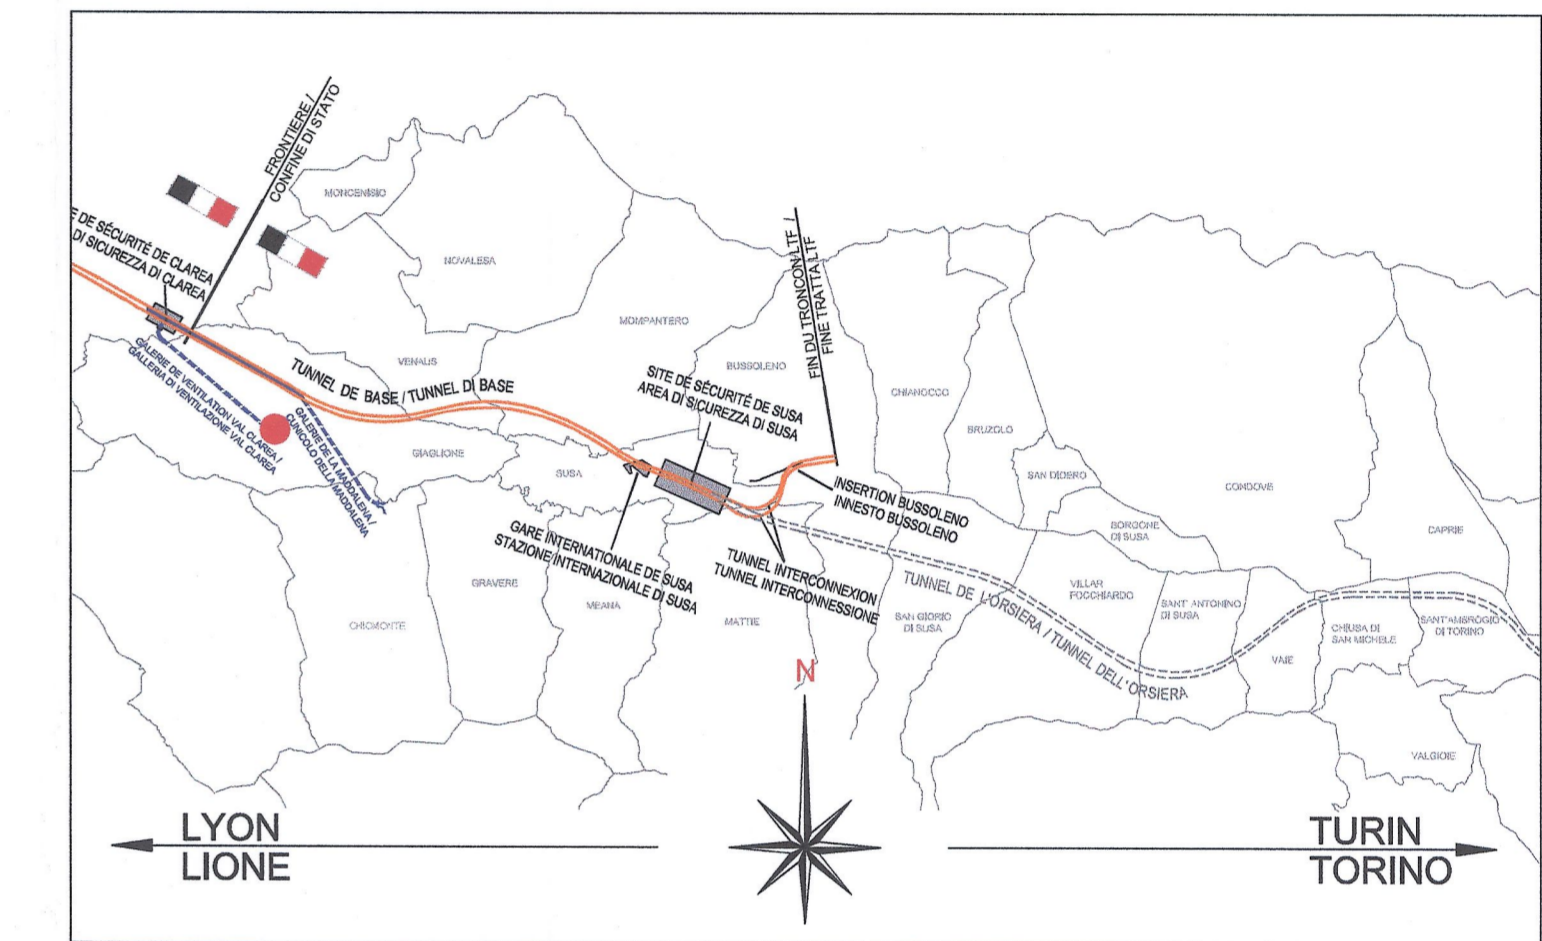 FRONTIERE /
CONFINE DI STATO
MONCENISIO
E DE SÉCURITÉ DE CLAREA
DI SICUREZZA DI CLAREA
NOVALESA
FIN DU TRONCON LTF /
FINE TRATTA LTF
MOMPANTERO
GALERIE DE VENTILATION VAL CLAREA /
GALLERIA DI VENTILAZIONE VAL CLAREA
VENAUS
TUNNEL DE BASE / TUNNEL DI BASE
BUSSOLENO
SITE DE SÉCURITÉ DE SUSA
AREA DI SICUREZZA DI SUSA
CHIANOCCO
BRUZOLO
GALERIE DE LA MADDALENA /
CUNICOLO DELLA MADDALENA
GIAGLIONE
SUSA
SAN DIDERO
CONDOVE
INSERTION BUSSOLENO
INNESTO BUSSOLENO
BORGONE
DI SUSA
CAPRIE
GARE INTERNATIONALE DE SUSA
STAZIONE INTERNAZIONALE DI SUSA
TUNNEL INTERCONNEXION
TUNNEL INTERCONNESSIONE
TUNNEL DE L'ORSIERA / TUNNEL DELL'ORSIERA
GRAVERE
MEANA
MATTIE
CHIOMONTE
SAN GIORIO
DI SUSA
VILLAR
FOCCHIARDO
SANT' ANTONINO
DI SUSA
VAIE
CHIUSA DI
SAN MICHELE
SANT'AMBROGIO
DI TORINO
VALGIOIE
N
LYON
LIONE
TURIN
TORINO